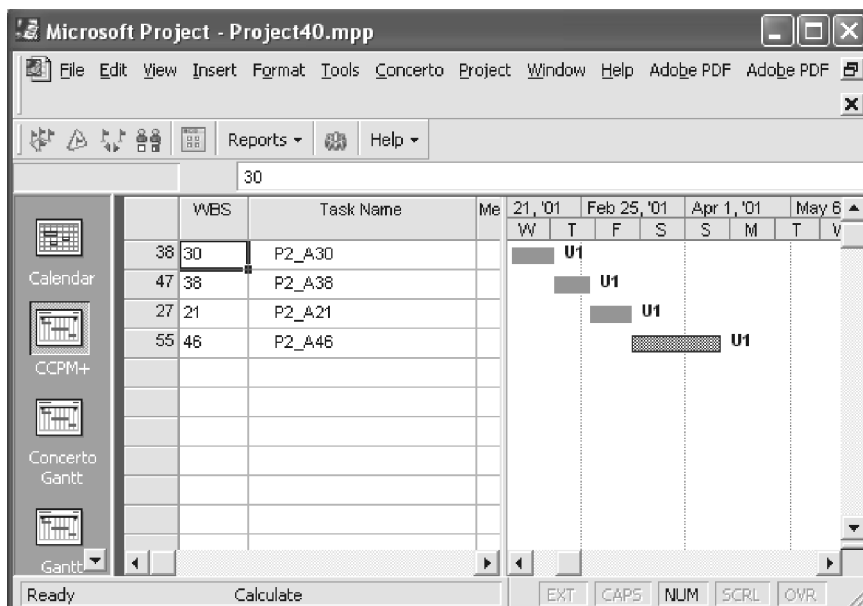 Microsoft Project - Project40.mpp
File Edit View Insert Format Tools Concerto Project Window Help Adobe PDF Adobe PDF
Reports Help
30
WBS Task Name Me 21, '01 Feb 25, '01 Apr 1, '01 May 6
W T F S S M T V
38 30 P2_A30 U1
47 38 P2_A38 U1
27 21 P2_A21 U1
55 46 P2_A46 U1
Calendar
CCPM+
Concerto
Gantt
Gantt
Ready Calculate EXT CAPS NUM SCRL OVR